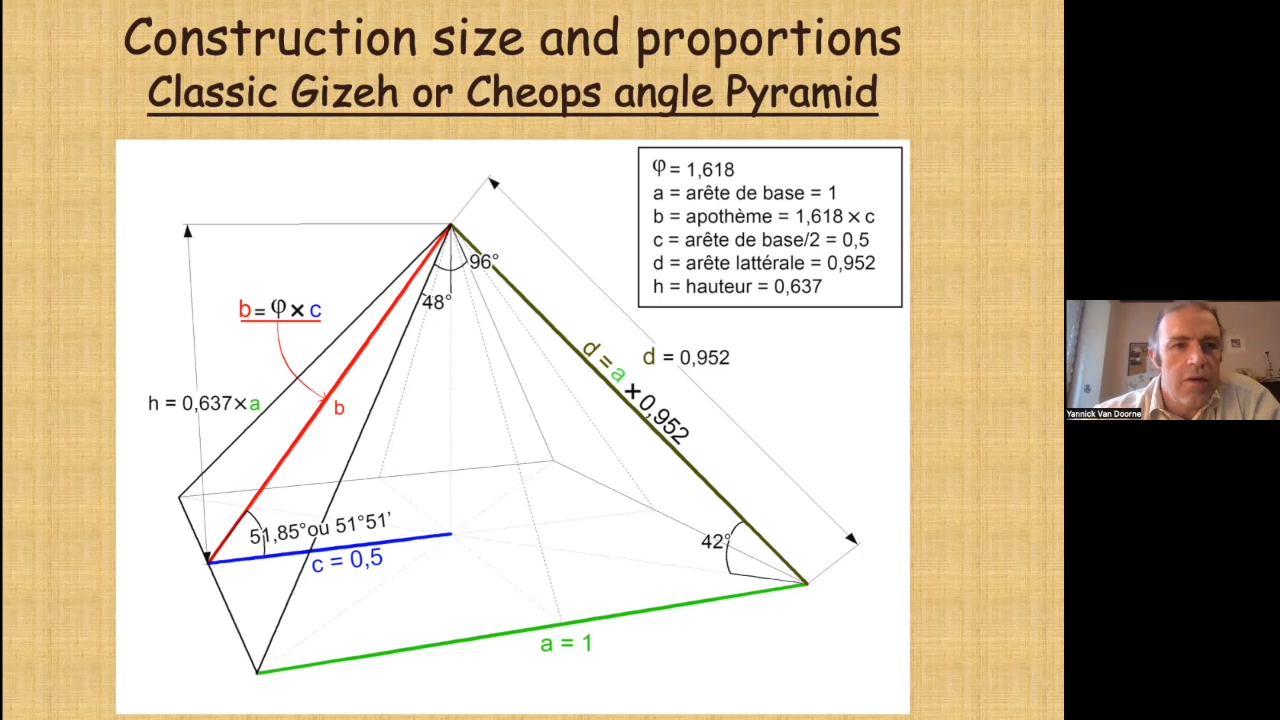 Construction size and proportions
Classic Gizeh or Cheops angle Pyramid
φ = 1,618
a = arête de base = 1
b = apothème = 1,618 × c
c = arête de base/2 = 0,5
d = arête lattérale = 0,952
h = hauteur = 0,637
96°
48°
b = φ × c
d = 0,952
d = a × 0,952
h = 0,637×a
b
51,85°ou 51°51'
c = 0,5
42°
a = 1
Yannick Van Doorne